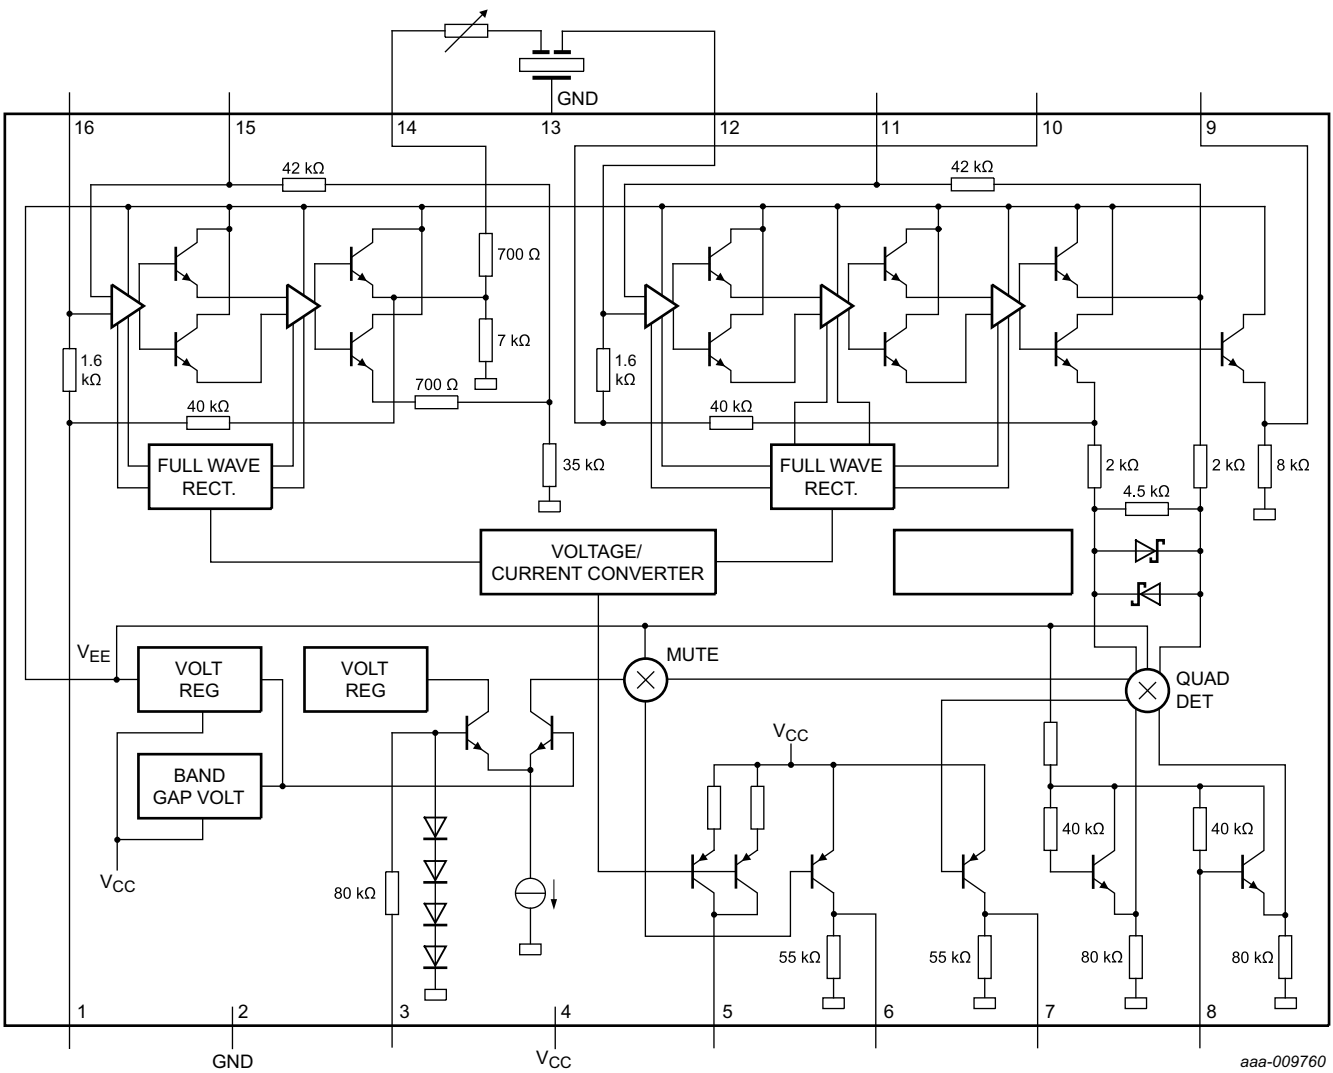 GND
16 15 14 13 12 11 10 9
42 kΩ 42 kΩ
700 Ω
7 kΩ
1.6
kΩ
1.6
kΩ
700 Ω
40 kΩ 40 kΩ
FULL WAVE
RECT.
35 kΩ
FULL WAVE
RECT.
2 kΩ 2 kΩ 8 kΩ
4.5 kΩ
VOLTAGE/
CURRENT CONVERTER
VEE
VOLT
REG
VOLT
REG
MUTE
QUAD
DET
VCC
BAND
GAP VOLT
40 kΩ 40 kΩ
VCC
80 kΩ
55 kΩ 55 kΩ 80 kΩ 80 kΩ
1 2 3 4 5 6 7 8
GND VCC
aaa-009760